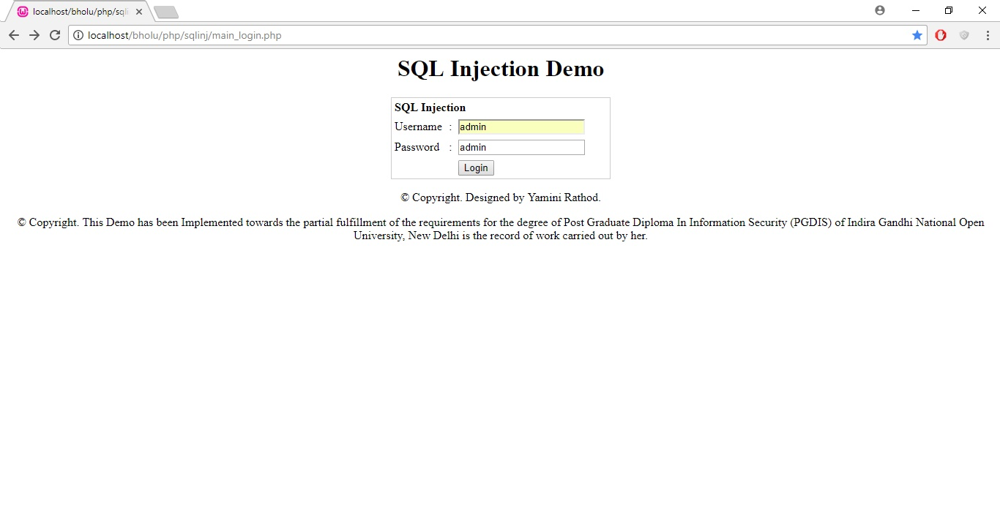 localhost/bholu/php/sqli
localhost/bholu/php/sqlinj/main_login.php
SQL Injection Demo
SQL Injection
Username : admin
Password : admin
Login
© Copyright. Designed by Yamini Rathod.
© Copyright. This Demo has been Implemented towards the partial fulfillment of the requirements for the degree of Post Graduate Diploma In Information Security (PGDIS) of Indira Gandhi National Open
University, New Delhi is the record of work carried out by her.